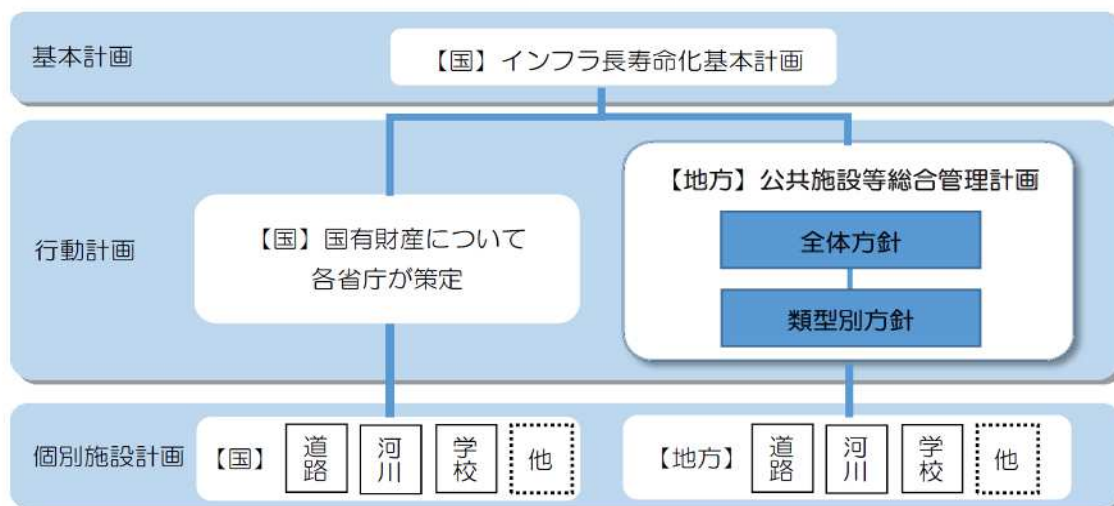 基本計画
【国】インフラ長寿命化基本計画
行動計画
【国】国有財産について
各省庁が策定
【地方】公共施設等総合管理計画
全体方針
類型別方針
個別施設計画
【国】
道路
河川
学校
他
【地方】
道路
河川
学校
他